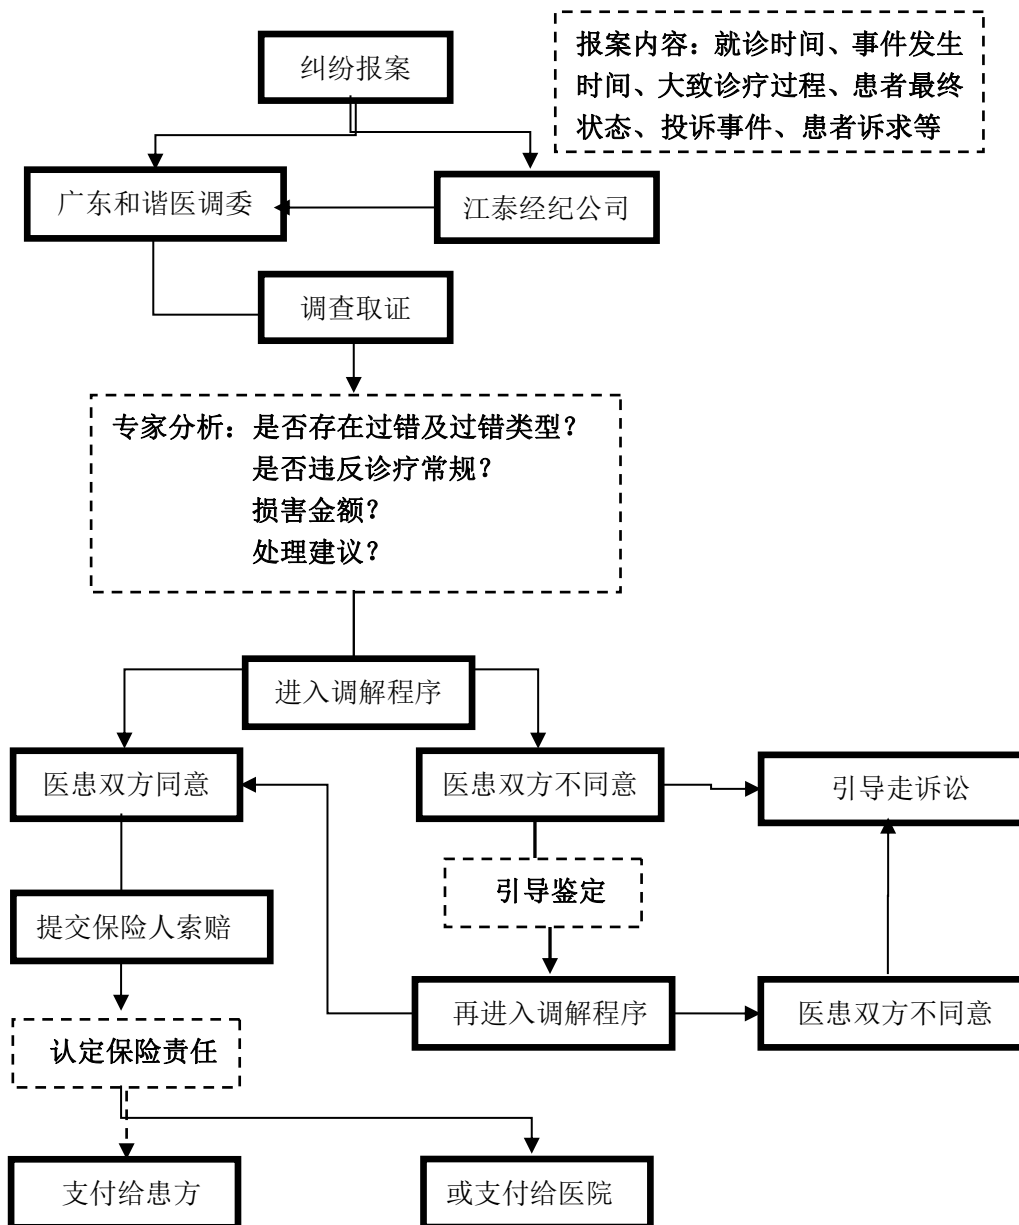 纠纷报案
报案内容：就诊时间、事件发生
时间、大致诊疗过程、患者最终
状态、投诉事件、患者诉求等
广东和谐医调委
江泰经纪公司
调查取证
专家分析：是否存在过错及过错类型？
是否违反诊疗常规？
损害金额？
处理建议？
进入调解程序
医患双方同意
医患双方不同意
引导走诉讼
引导鉴定
提交保险人索赔
再进入调解程序
医患双方不同意
认定保险责任
支付给患方
或支付给医院